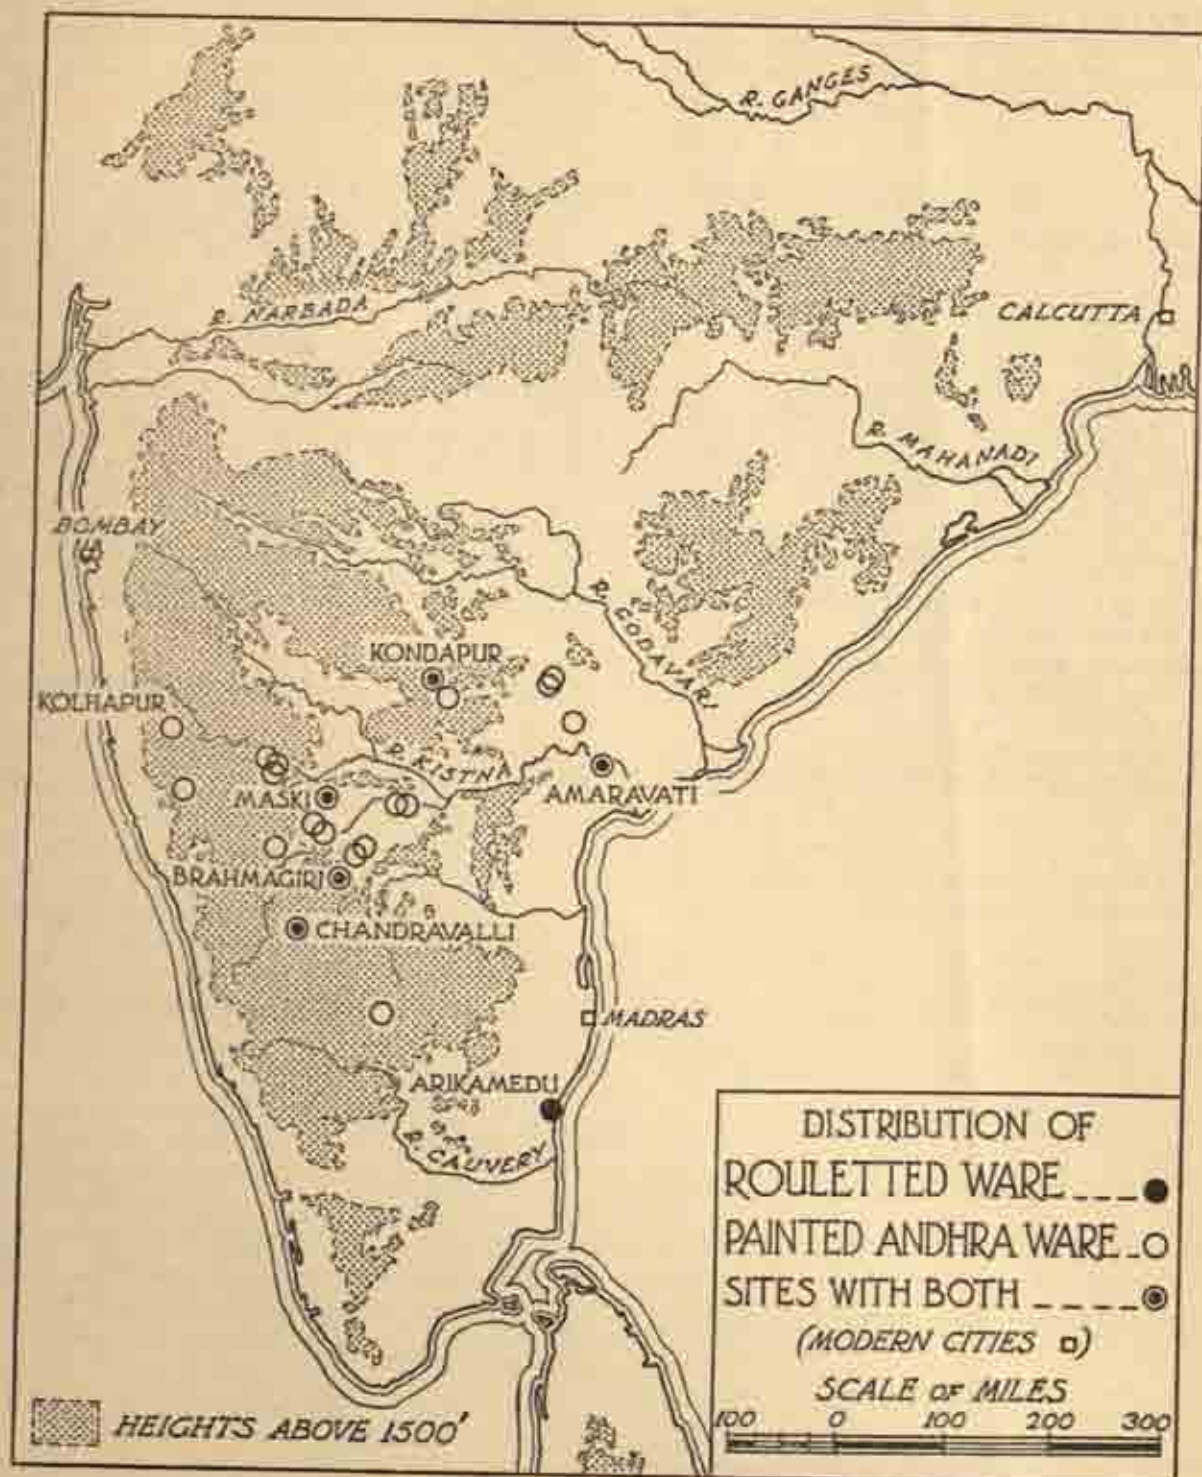 R. GANGES
R. NARBADA
CALCUTTA
R. MAHANADI
BOMBAY
R. GODAVARI
KONDAPUR
KOLHAPUR
R. KISTNA
MASKI
AMARAVATI
BRAHMAGIRI
CHANDRAVALLI
MADRAS
ARIKAMEDU
R. CAUVERY
DISTRIBUTION OF
ROULETTED WARE
PAINTED ANDHRA WARE
SITES WITH BOTH
(MODERN CITIES )
SCALE OF MILES
100 0 100 200 300
HEIGHTS ABOVE 1500'